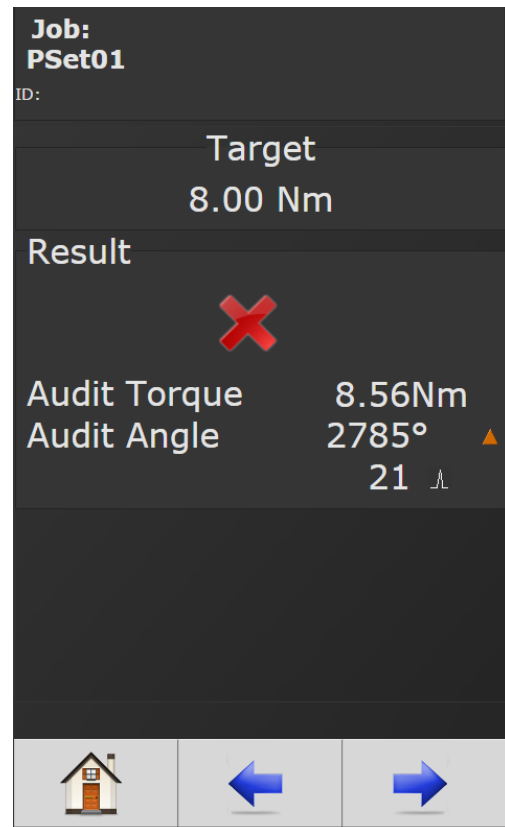 Job:
PSet01
ID:
Target
8.00 Nm
Result
Audit Torque 8.56Nm
Audit Angle 2785°
21